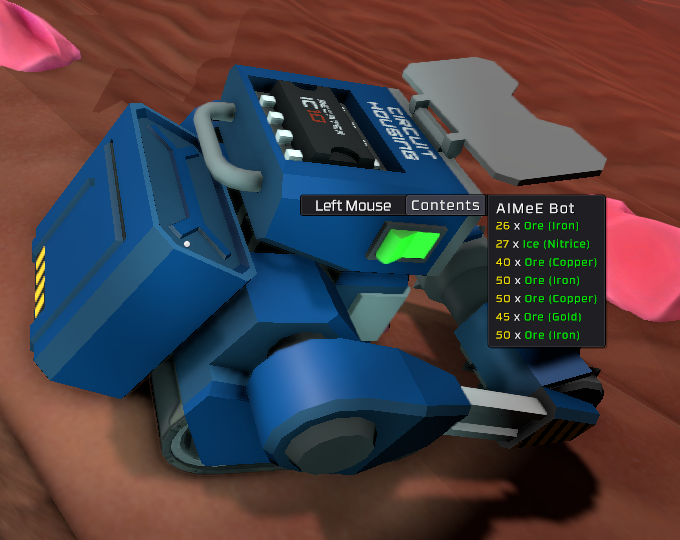 IC10
CIRCUIT
HOUSING
Left Mouse
Contents
AIMeE Bot
26 x Ore (Iron)
27 x Ice (Nitrice)
40 x Ore (Copper)
50 x Ore (Iron)
50 x Ore (Copper)
45 x Ore (Gold)
50 x Ore (Iron)